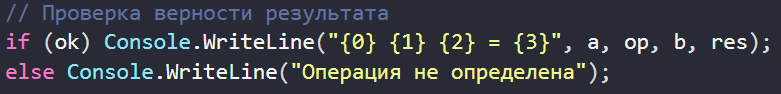 // Проверка верности результата
if (ok) Console.WriteLine("{0} {1} {2} = {3}", a, op, b, res);
else Console.WriteLine("Операция не определена");